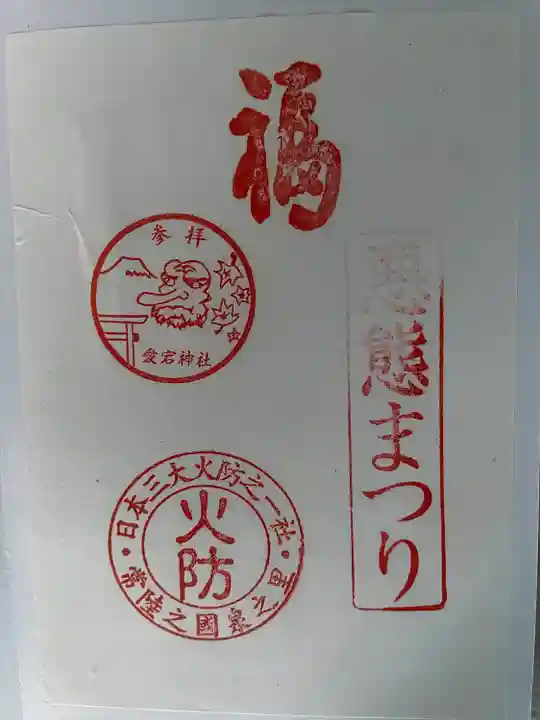 福
参拝
愛宕神社
悪態まつり
・日本三大火防之一社・
火防
常陸之國